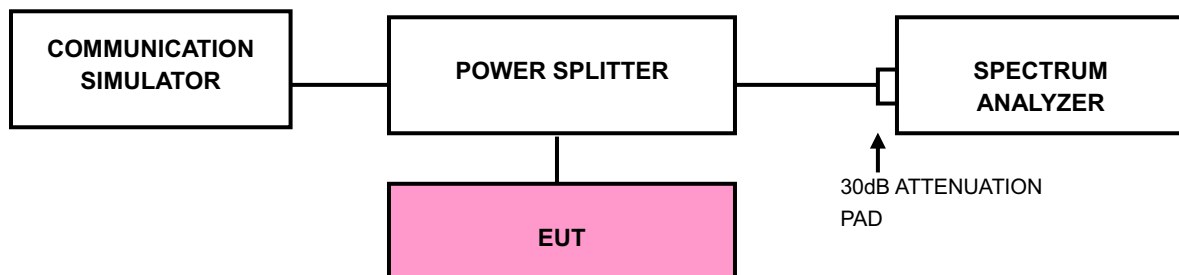 COMMUNICATION
SIMULATOR
POWER SPLITTER
SPECTRUM
ANALYZER
30dB ATTENUATION
PAD
EUT